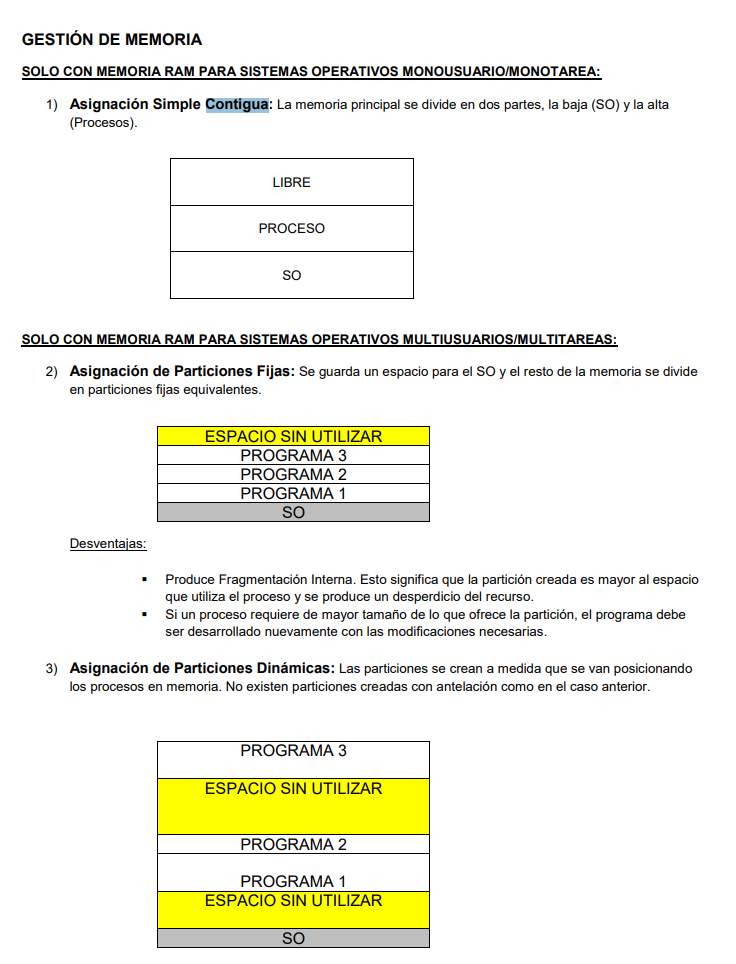 GESTIÓN DE MEMORIA
SOLO CON MEMORIA RAM PARA SISTEMAS OPERATIVOS MONOUSUARIO/MONOTAREA:
1) Asignación Simple Contigua: La memoria principal se divide en dos partes, la baja (SO) y la alta
(Procesos).
LIBRE
PROCESO
SO
SOLO CON MEMORIA RAM PARA SISTEMAS OPERATIVOS MULTIUSUARIOS/MULTITAREAS:
2) Asignación de Particiones Fijas: Se guarda un espacio para el SO y el resto de la memoria se divide
en particiones fijas equivalentes.
ESPACIO SIN UTILIZAR
PROGRAMA 3
PROGRAMA 2
PROGRAMA 1
SO
Desventajas:
▪ Produce Fragmentación Interna. Esto significa que la partición creada es mayor al espacio
que utiliza el proceso y se produce un desperdicio del recurso.
▪ Si un proceso requiere de mayor tamaño de lo que ofrece la partición, el programa debe
ser desarrollado nuevamente con las modificaciones necesarias.
3) Asignación de Particiones Dinámicas: Las particiones se crean a medida que se van posicionando
los procesos en memoria. No existen particiones creadas con antelación como en el caso anterior.
PROGRAMA 3
ESPACIO SIN UTILIZAR
PROGRAMA 2
PROGRAMA 1
ESPACIO SIN UTILIZAR
SO